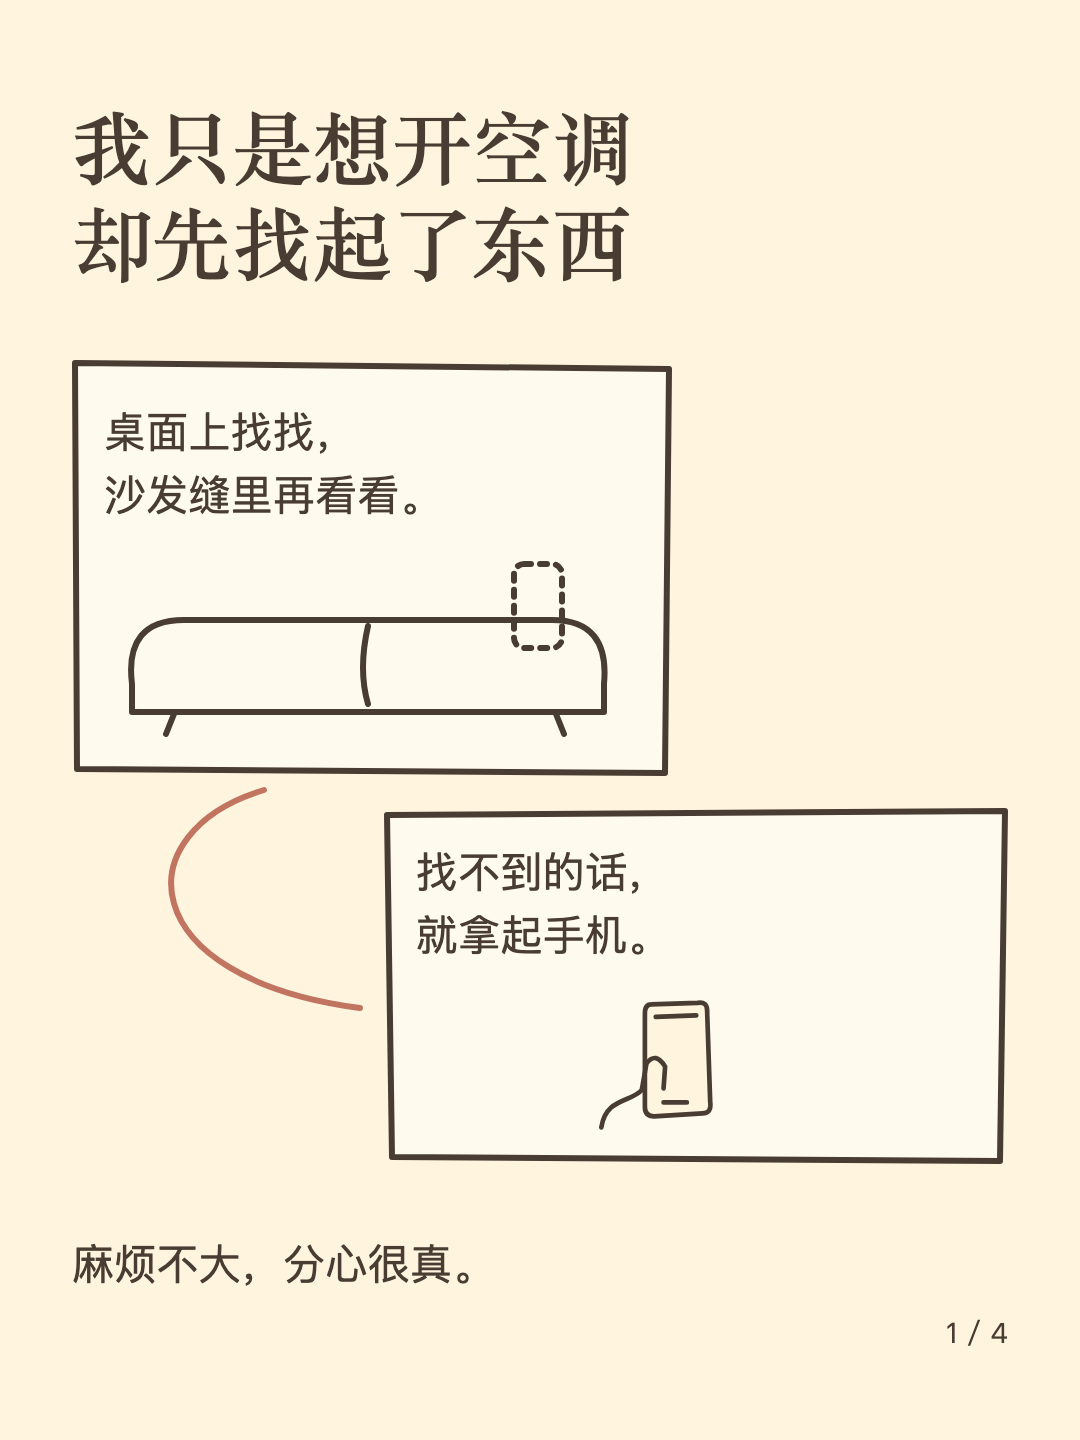 我只是想开空调
却先找起了东西
桌面上找找，
沙发缝里再看看。
找不到的话，
就拿起手机。
麻烦不大，分心很真。
1 / 4